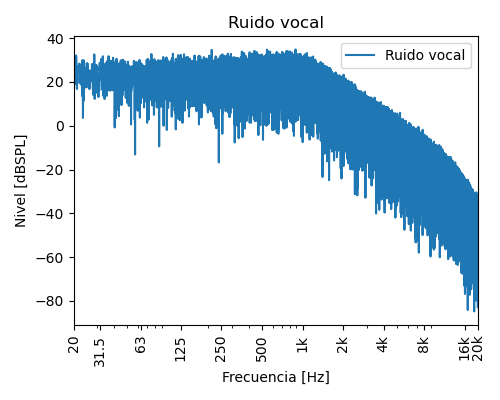 Ruido vocal
Ruido vocal
Nivel [dBSPL]
40
20
0
−20
−40
−60
−80
20
31.5
63
125
250
500
1k
2k
4k
8k
16k
20k
Frecuencia [Hz]